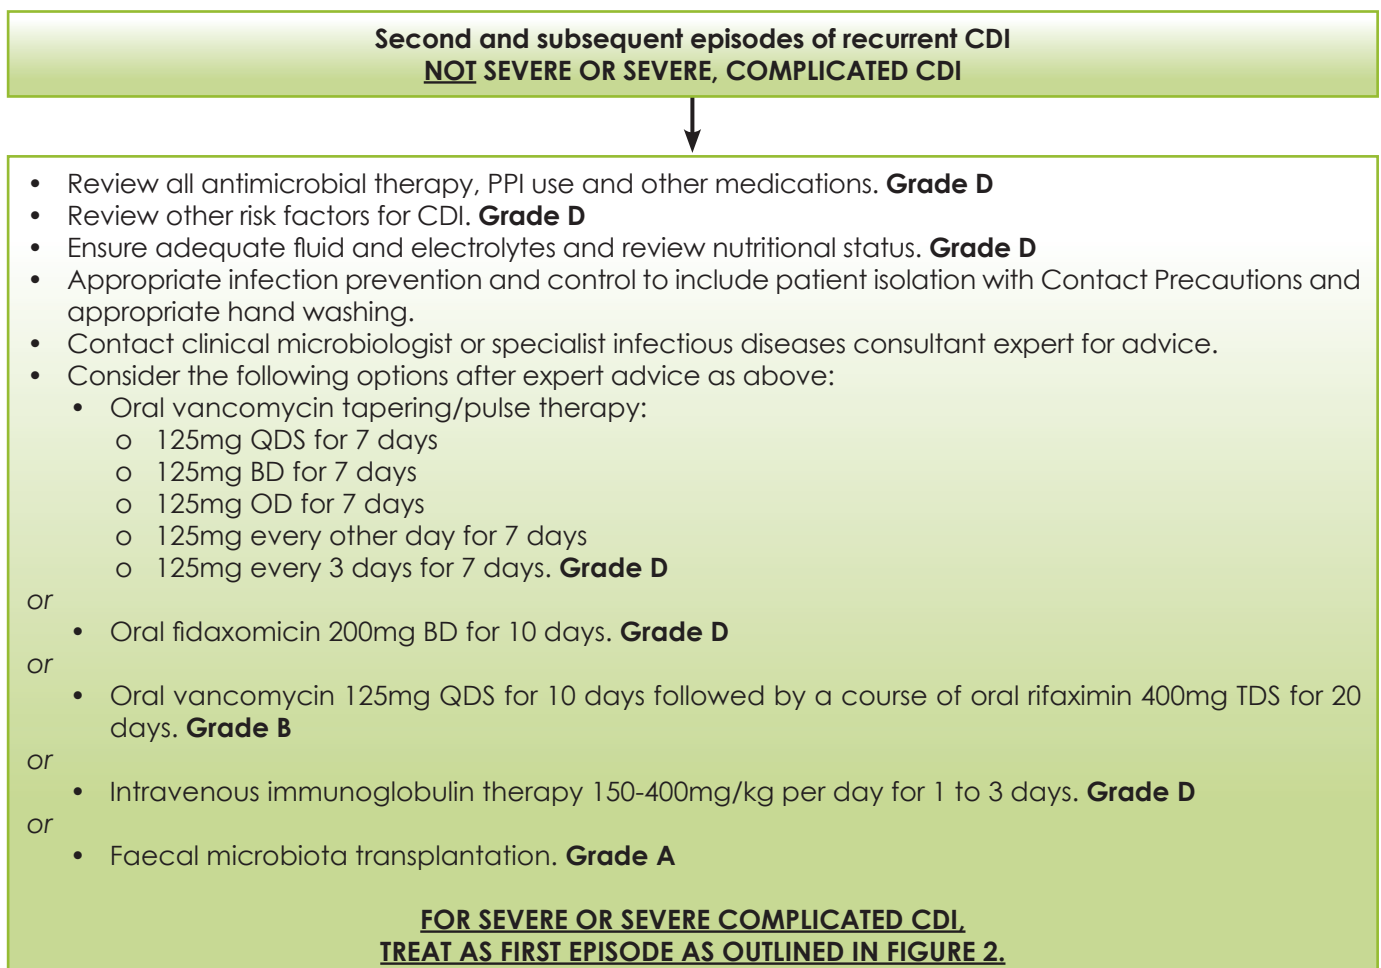 Second and subsequent episodes of recurrent CDI
NOT SEVERE OR SEVERE, COMPLICATED CDI
• Review all antimicrobial therapy, PPI use and other medications. Grade D
• Review other risk factors for CDI. Grade D
• Ensure adequate fluid and electrolytes and review nutritional status. Grade D
• Appropriate infection prevention and control to include patient isolation with Contact Precautions and
appropriate hand washing.
• Contact clinical microbiologist or specialist infectious diseases consultant expert for advice.
• Consider the following options after expert advice as above:
• Oral vancomycin tapering/pulse therapy:
o 125mg QDS for 7 days
o 125mg BD for 7 days
o 125mg OD for 7 days
o 125mg every other day for 7 days
o 125mg every 3 days for 7 days. Grade D
or
• Oral fidaxomicin 200mg BD for 10 days. Grade D
or
• Oral vancomycin 125mg QDS for 10 days followed by a course of oral rifaximin 400mg TDS for 20
days. Grade B
or
• Intravenous immunoglobulin therapy 150-400mg/kg per day for 1 to 3 days. Grade D
or
• Faecal microbiota transplantation. Grade A
FOR SEVERE OR SEVERE COMPLICATED CDI,
TREAT AS FIRST EPISODE AS OUTLINED IN FIGURE 2.